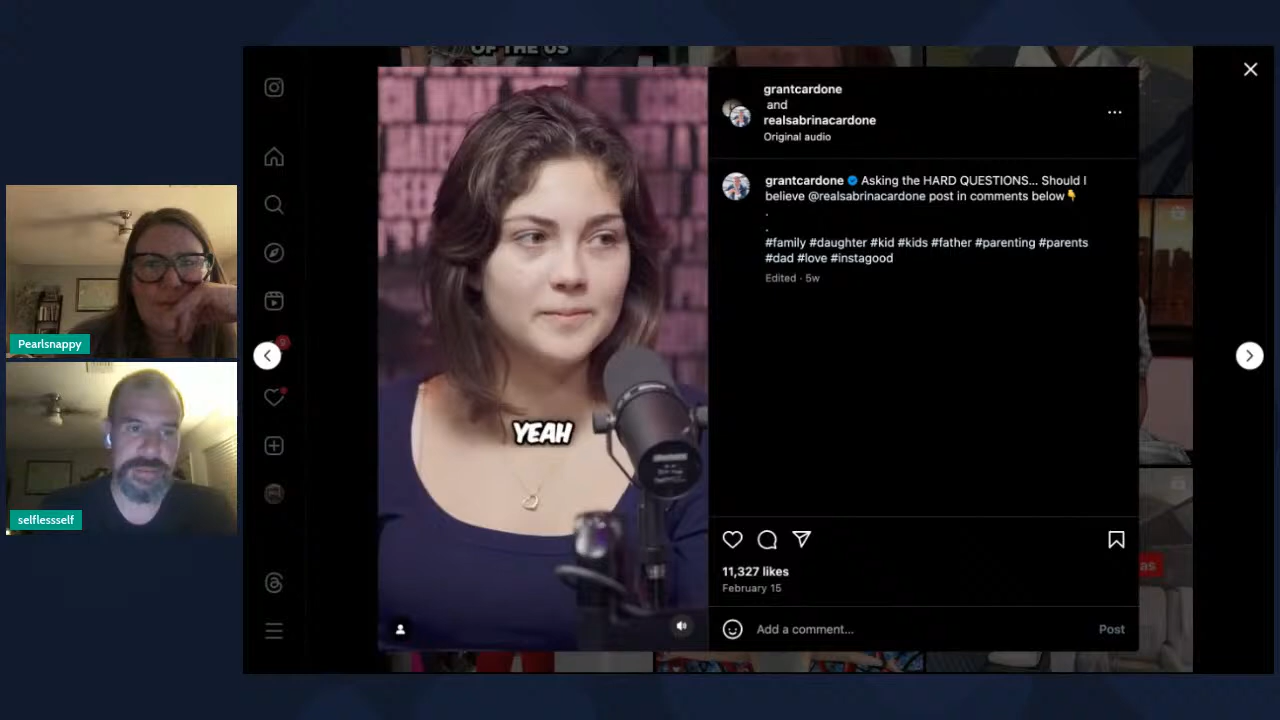 OF THE US
grantcardone
and
realsabrinacardone
Original audio
grantcardone Asking the HARD QUESTIONS... Should I
believe @realsabrinacardone post in comments below👇
.
.
#family #daughter #kid #kids #father #parenting #parents
#dad #love #instagood
Edited · 5w
Pearlsnappy
9
YEAH
selflessself
11,327 likes
February 15
as
Add a comment...
Post